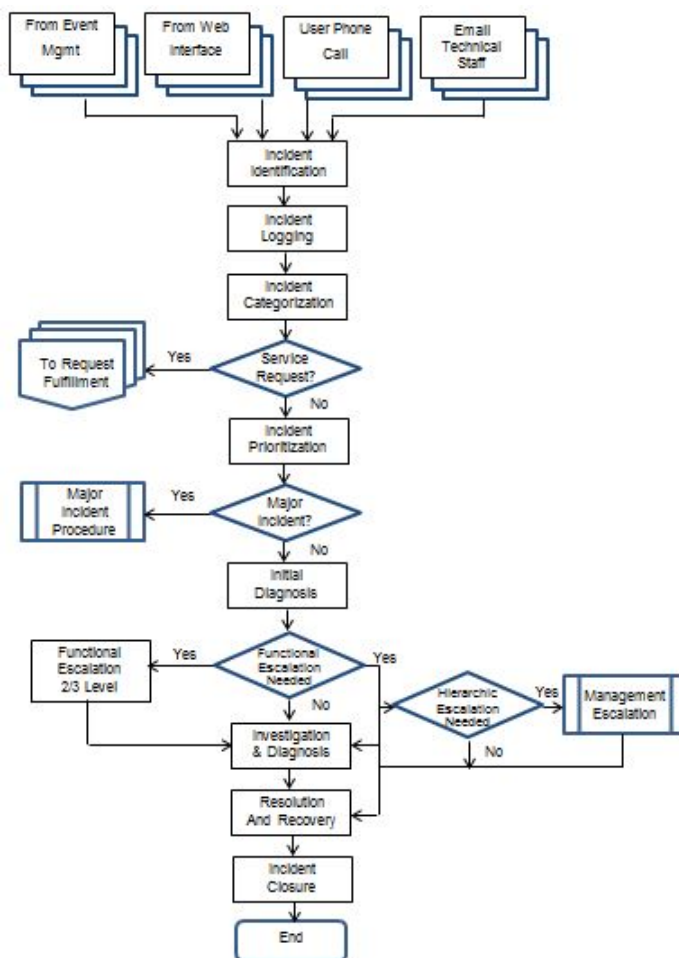 From Event
Mgmt
From Web
Interface
User Phone
Call
Email
Technical
Staff
Incident
Identification
Incident
Logging
Incident
Categorization
To Request
Fulfillment
Yes
Service
Request?
No
Incident
Prioritization
Major
Incident
Procedure
Yes
Major
Incident?
No
Initial
Diagnosis
Functional
Escalation
2/3 Level
Yes
Functional
Escalation
Needed
Yes
No
Hierarchic
Escalation
Needed
Yes
Management
Escalation
No
Investigation
& Diagnosis
Resolution
And Recovery
Incident
Closure
End